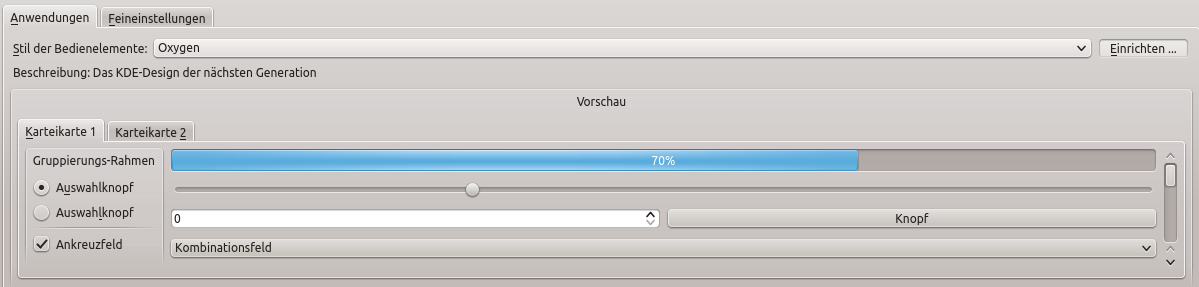 Anwendungen Feineinstellungen
Stil der Bedienelemente: Oxygen Einrichten ...
Beschreibung: Das KDE-Design der nächsten Generation
Vorschau
Karteikarte 1 Karteikarte 2
Gruppierungs-Rahmen 70%
Auswahlknopf
Auswahlknopf 0 Knopf
Ankreuzfeld Kombinationsfeld